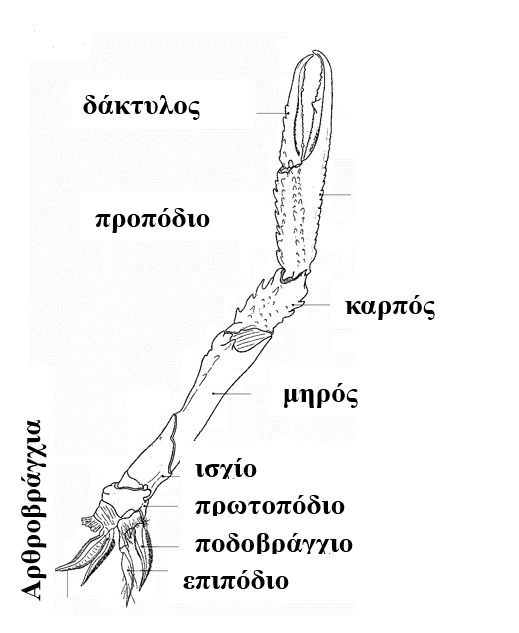 δάκτυλος
προπόδιο
καρπός
μηρός
ισχίο
πρωτοπόδιο
ποδοβράγχιο
επιπόδιο
Αρθροβράγχια